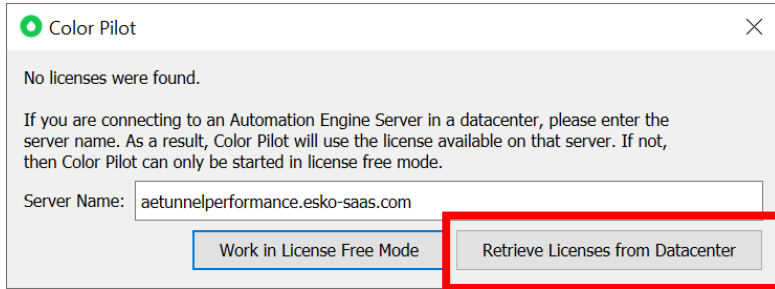 Color Pilot
No licenses were found.
If you are connecting to an Automation Engine Server in a datacenter, please enter the
server name. As a result, Color Pilot will use the license available on that server. If not,
then Color Pilot can only be started in license free mode.
Server Name: aetunnelperformance.esko-saas.com
Work in License Free Mode Retrieve Licenses from Datacenter